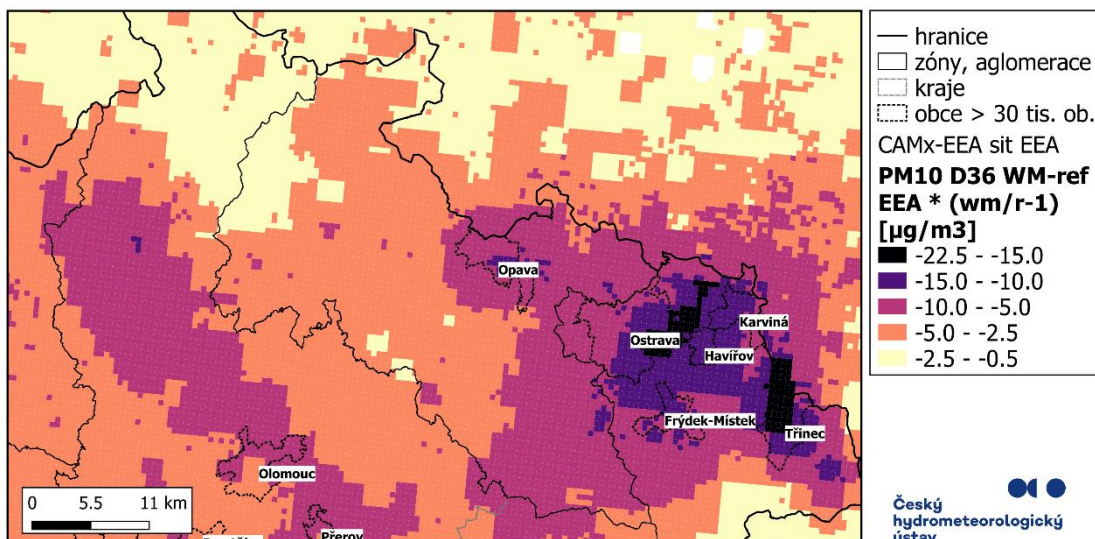 hranice
zóny, aglomerace
kraje
obce > 30 tis. ob.
CAMx-EEA sit EEA
PM10 D36 WM-ref
EEA * (wm/r-1)
[µg/m3]
-22.5 - -15.0
-15.0 - -10.0
-10.0 - -5.0
-5.0 - -2.5
-2.5 - -0.5
Opava
Karviná
Ostrava
Havířov
Frýdek-Místek
Třinec
Olomouc
Přerov
0 5.5 11 km
Český
hydrometeorologický
ústav